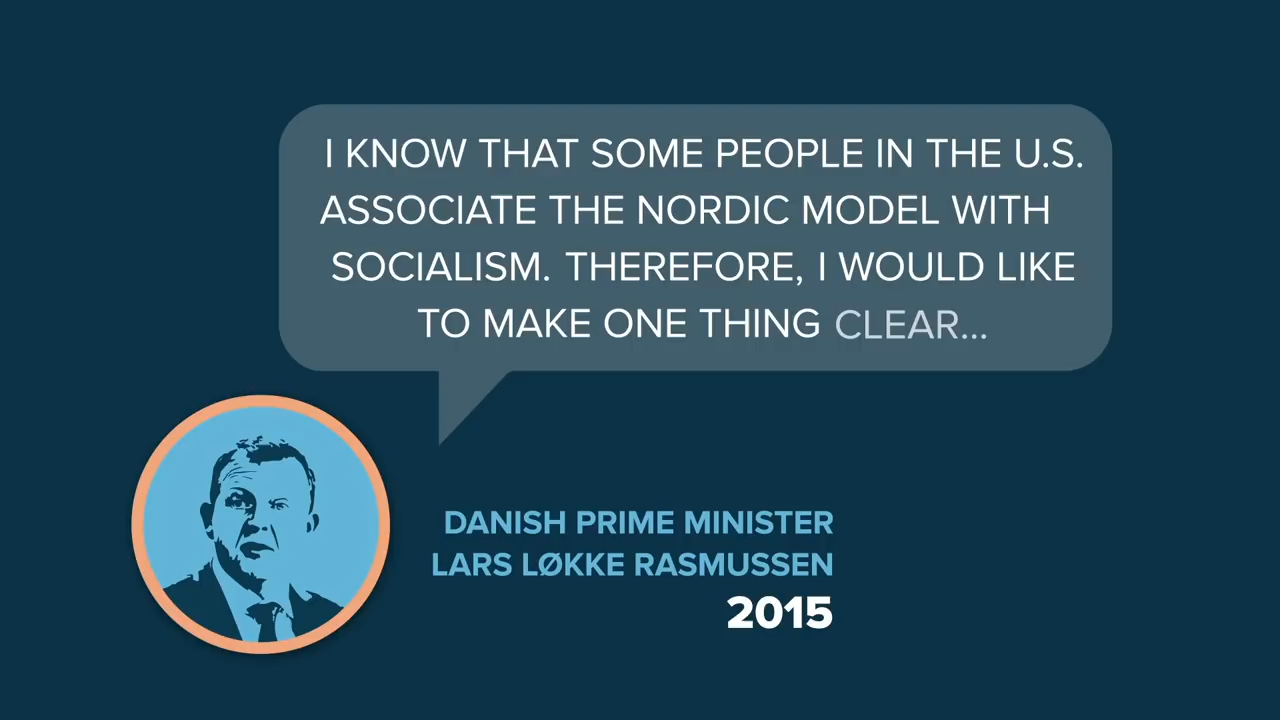 I KNOW THAT SOME PEOPLE IN THE U.S.
ASSOCIATE THE NORDIC MODEL WITH
SOCIALISM. THEREFORE, I WOULD LIKE
TO MAKE ONE THING CLEAR...
DANISH PRIME MINISTER
LARS LØKKE RASMUSSEN
2015